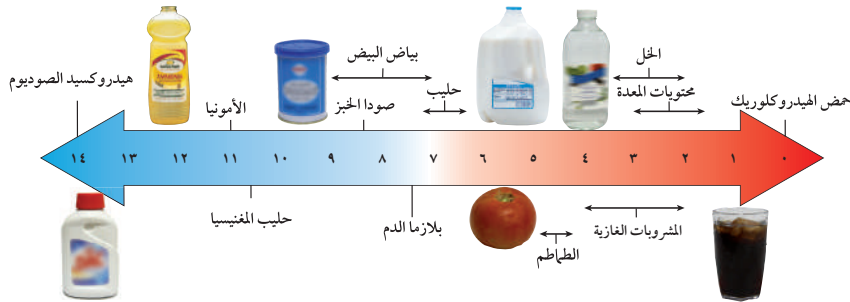 الخل
بياض البيض
محتويات المعدة
حليب
هيدروكسيد الصوديوم
حمض الهيدروكلوريك
صودا الخبز
الأمونيا
١٤ ١٣ ١٢ ١١ ١٠ ٩ ٨ ٧ ٦ ٥ ٤ ٣ ٢ ١ ٠
حليب المغنيسيا
بلازما الدم
المشروبات الغازية
الطماطم